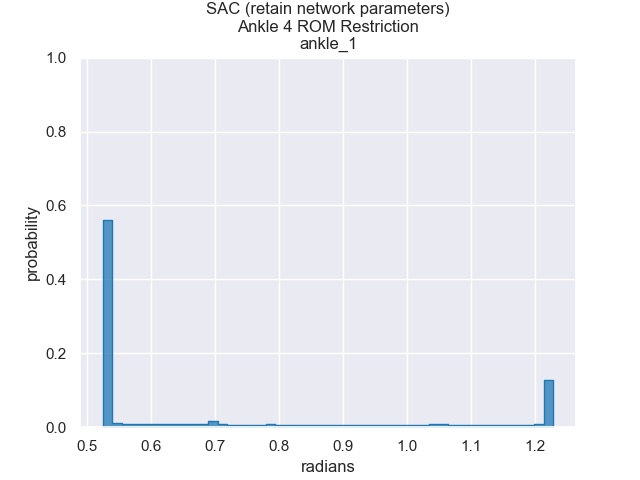 SAC (retain network parameters)
Ankle 4 ROM Restriction
ankle_1
1.0
0.8
0.6
0.4
0.2
0.0
probability
0.5 0.6 0.7 0.8 0.9 1.0 1.1 1.2
radians